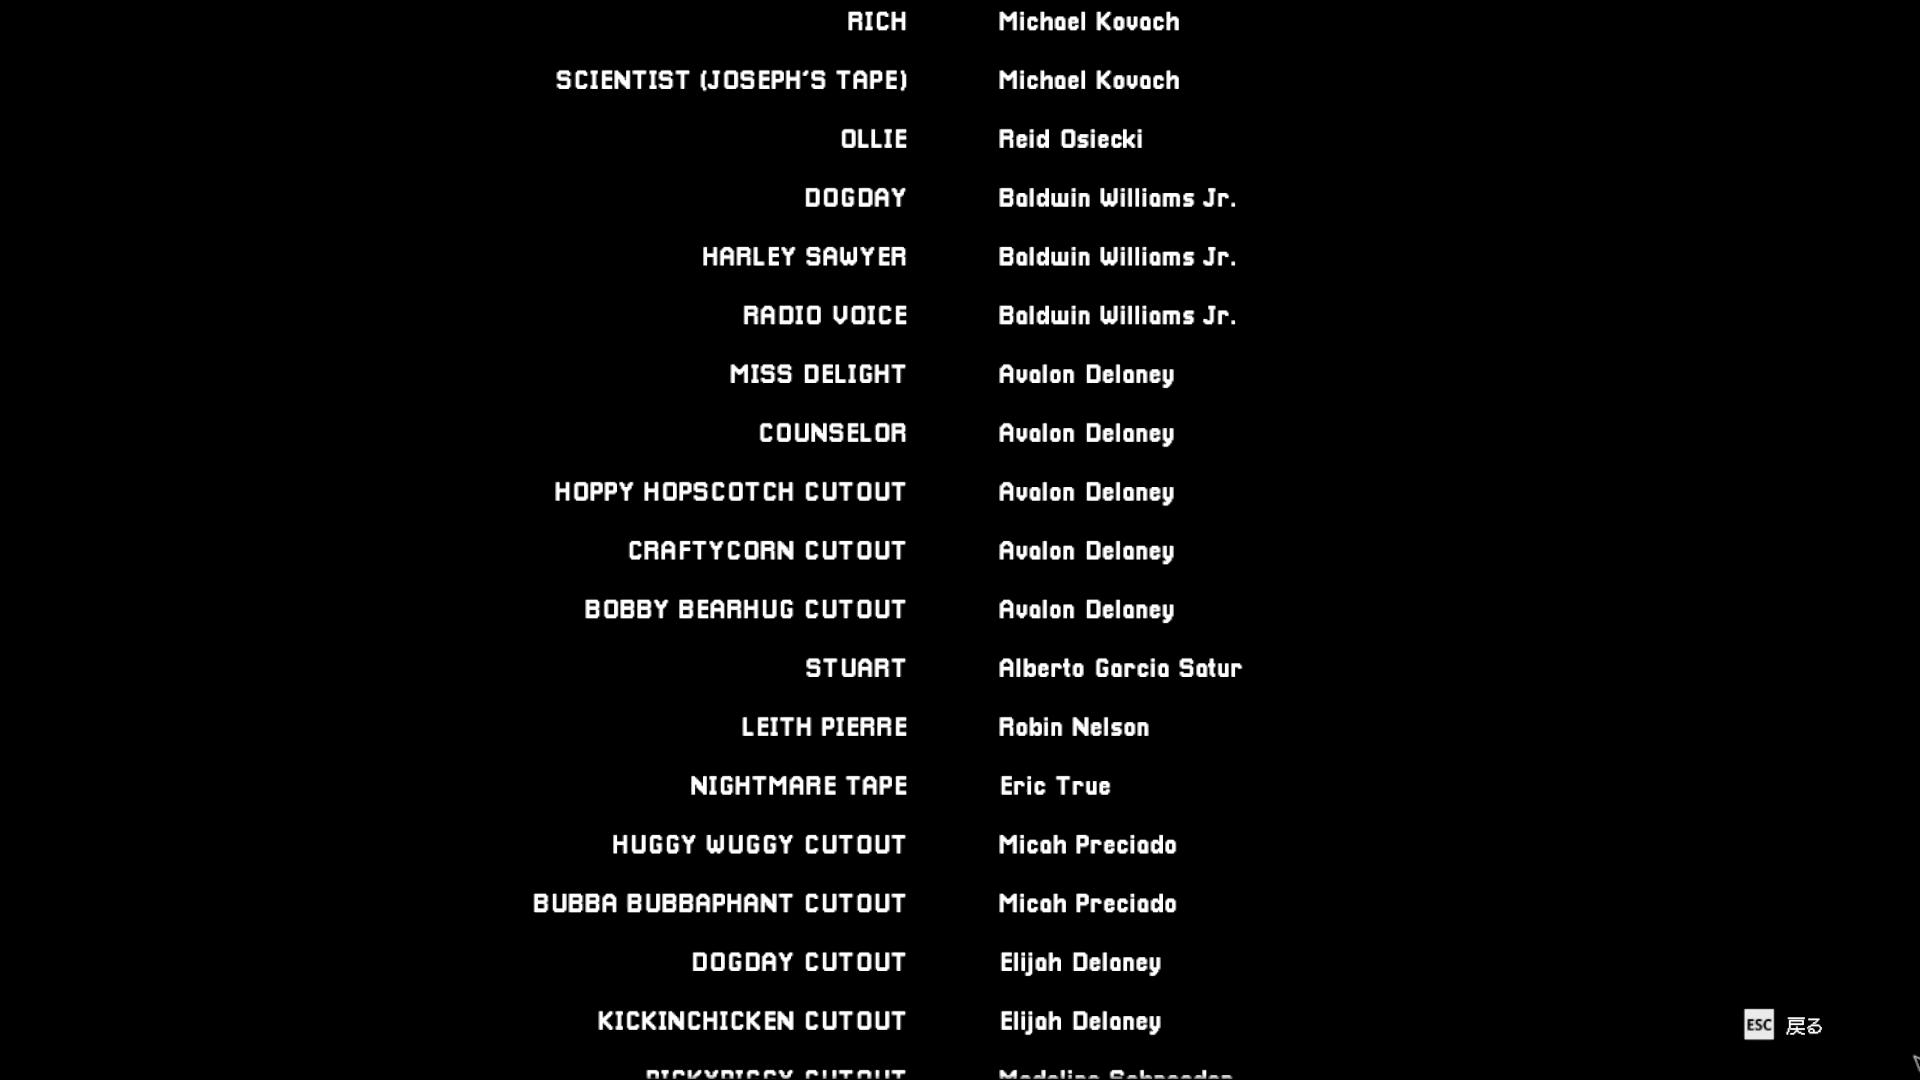 RICH Michael Kovach
SCIENTIST (JOSEPH'S TAPE) Michael Kovach
OLLIE Reid Osiecki
DOGDAY Baldwin Williams Jr.
HARLEY SAWYER Baldwin Williams Jr.
RADIO VOICE Baldwin Williams Jr.
MISS DELIGHT Avalon Delaney
COUNSELOR Avalon Delaney
HOPPY HOPSCOTCH CUTOUT Avalon Delaney
CRAFTYCORN CUTOUT Avalon Delaney
BOBBY BEARHUG CUTOUT Avalon Delaney
STUART Alberto Garcia Satur
LEITH PIERRE Robin Nelson
NIGHTMARE TAPE Eric True
HUGGY WUGGY CUTOUT Micah Preciado
BUBBA BUBBAPHANT CUTOUT Micah Preciado
DOGDAY CUTOUT Elijah Delaney
KICKINCHICKEN CUTOUT Elijah Delaney
ESC 戻る
PICKYPIGGY CUTOUT Madeline Schroeder